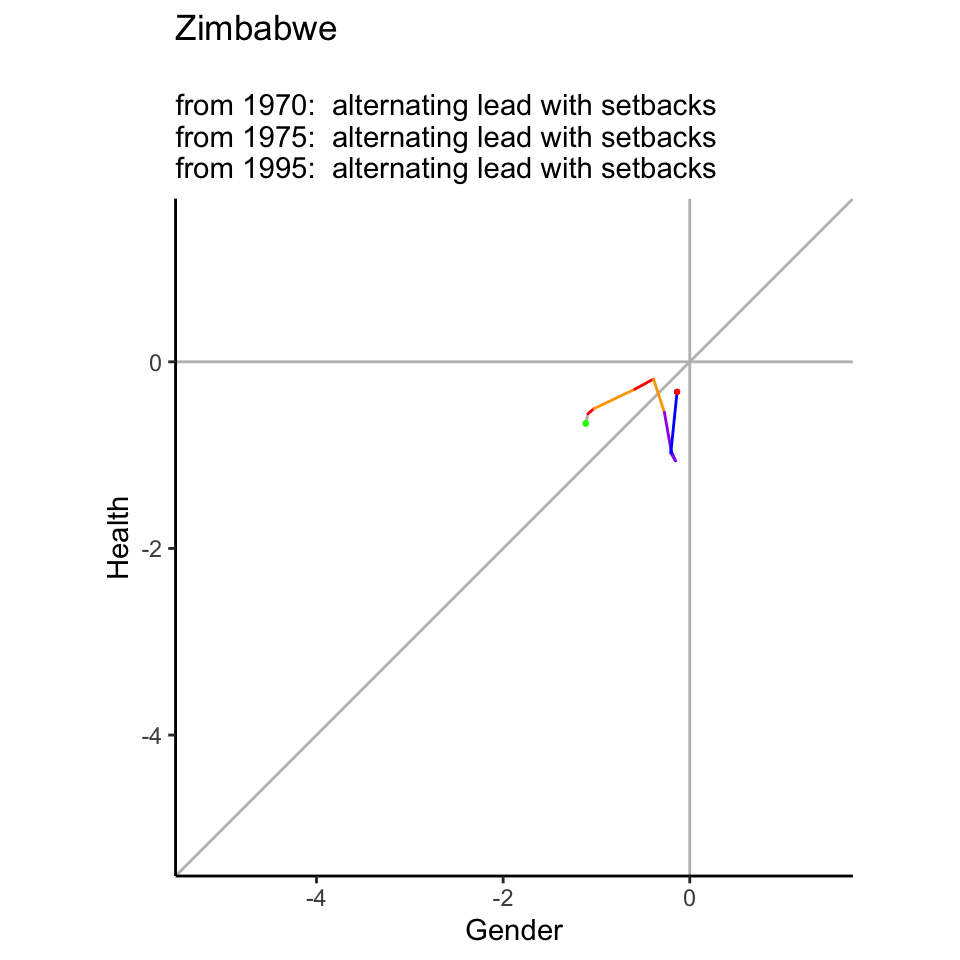 Zimbabwe
from 1970:  alternating lead with setbacks
from 1975:  alternating lead with setbacks
from 1995:  alternating lead with setbacks
0
-2
-4
Health
-4
-2
0
Gender